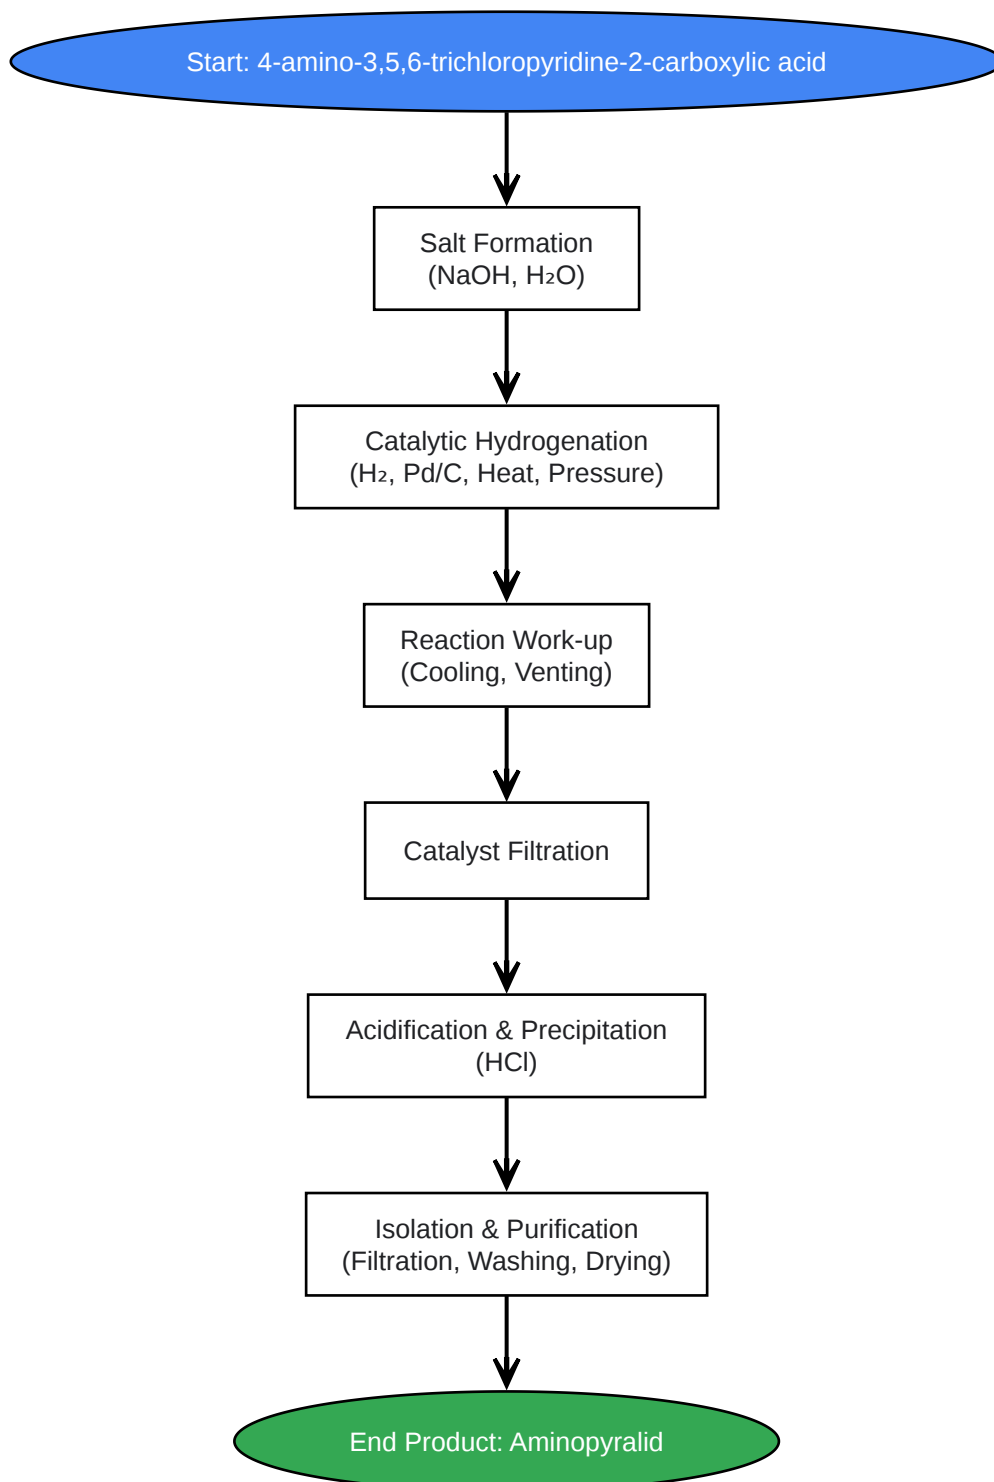 Start: 4-amino-3,5,6-trichloropyridine-2-carboxylic acid
Salt Formation
(NaOH, H₂O)
Catalytic Hydrogenation
(H₂, Pd/C, Heat, Pressure)
Reaction Work-up
(Cooling, Venting)
Catalyst Filtration
Acidification & Precipitation
(HCl)
Isolation & Purification
(Filtration, Washing, Drying)
End Product: Aminopyralid